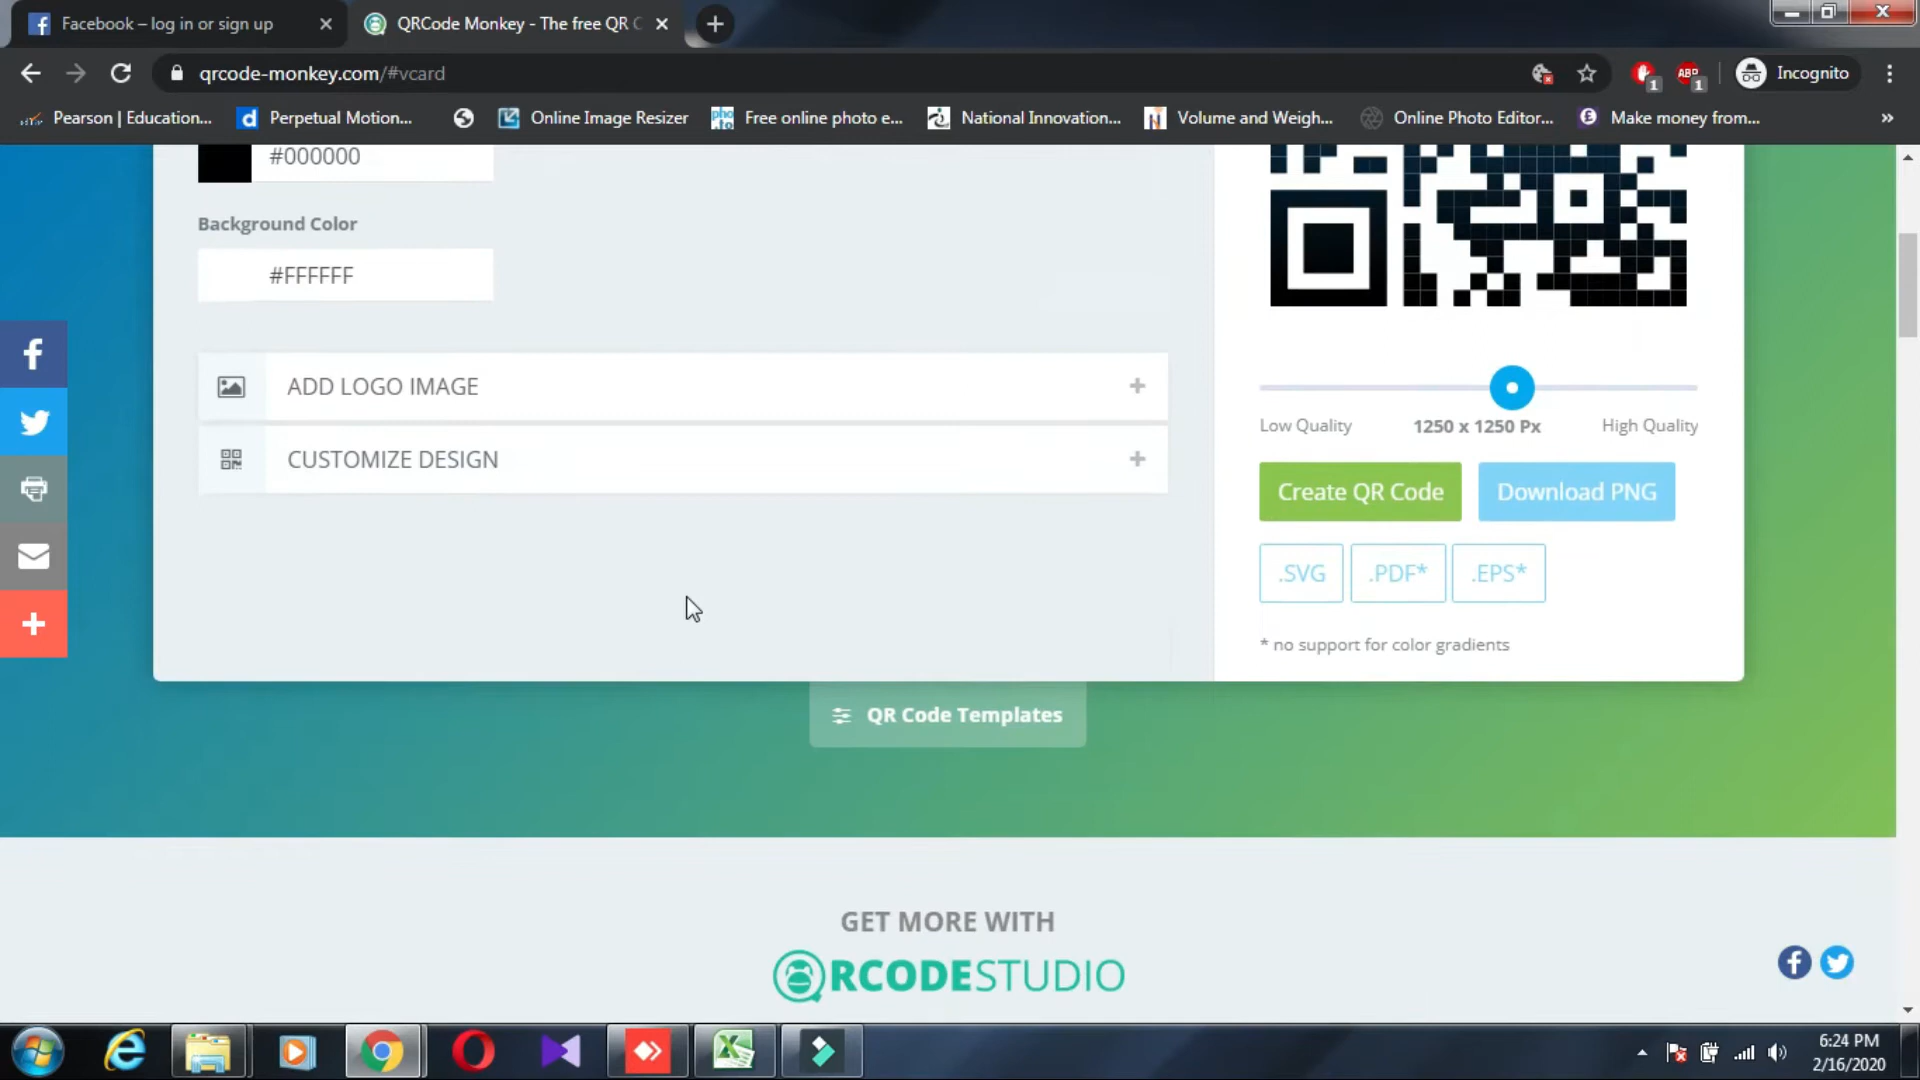 Facebook – log in or sign up
QRCode Monkey - The free QR C
qrcode-monkey.com/#vcard
ABP
1
1
Incognito
Pearson | Education...
Perpetual Motion...
Online Image Resizer
Free online photo e...
National Innovation...
Volume and Weigh...
Online Photo Editor...
Make money from...
»
#000000
Background Color
#FFFFFF
ADD LOGO IMAGE
CUSTOMIZE DESIGN
Low Quality
1250 x 1250 Px
High Quality
Create QR Code
Download PNG
.SVG
.PDF*
.EPS*
* no support for color gradients
QR Code Templates
GET MORE WITH
QRCODESTUDIO
6:24 PM
2/16/2020